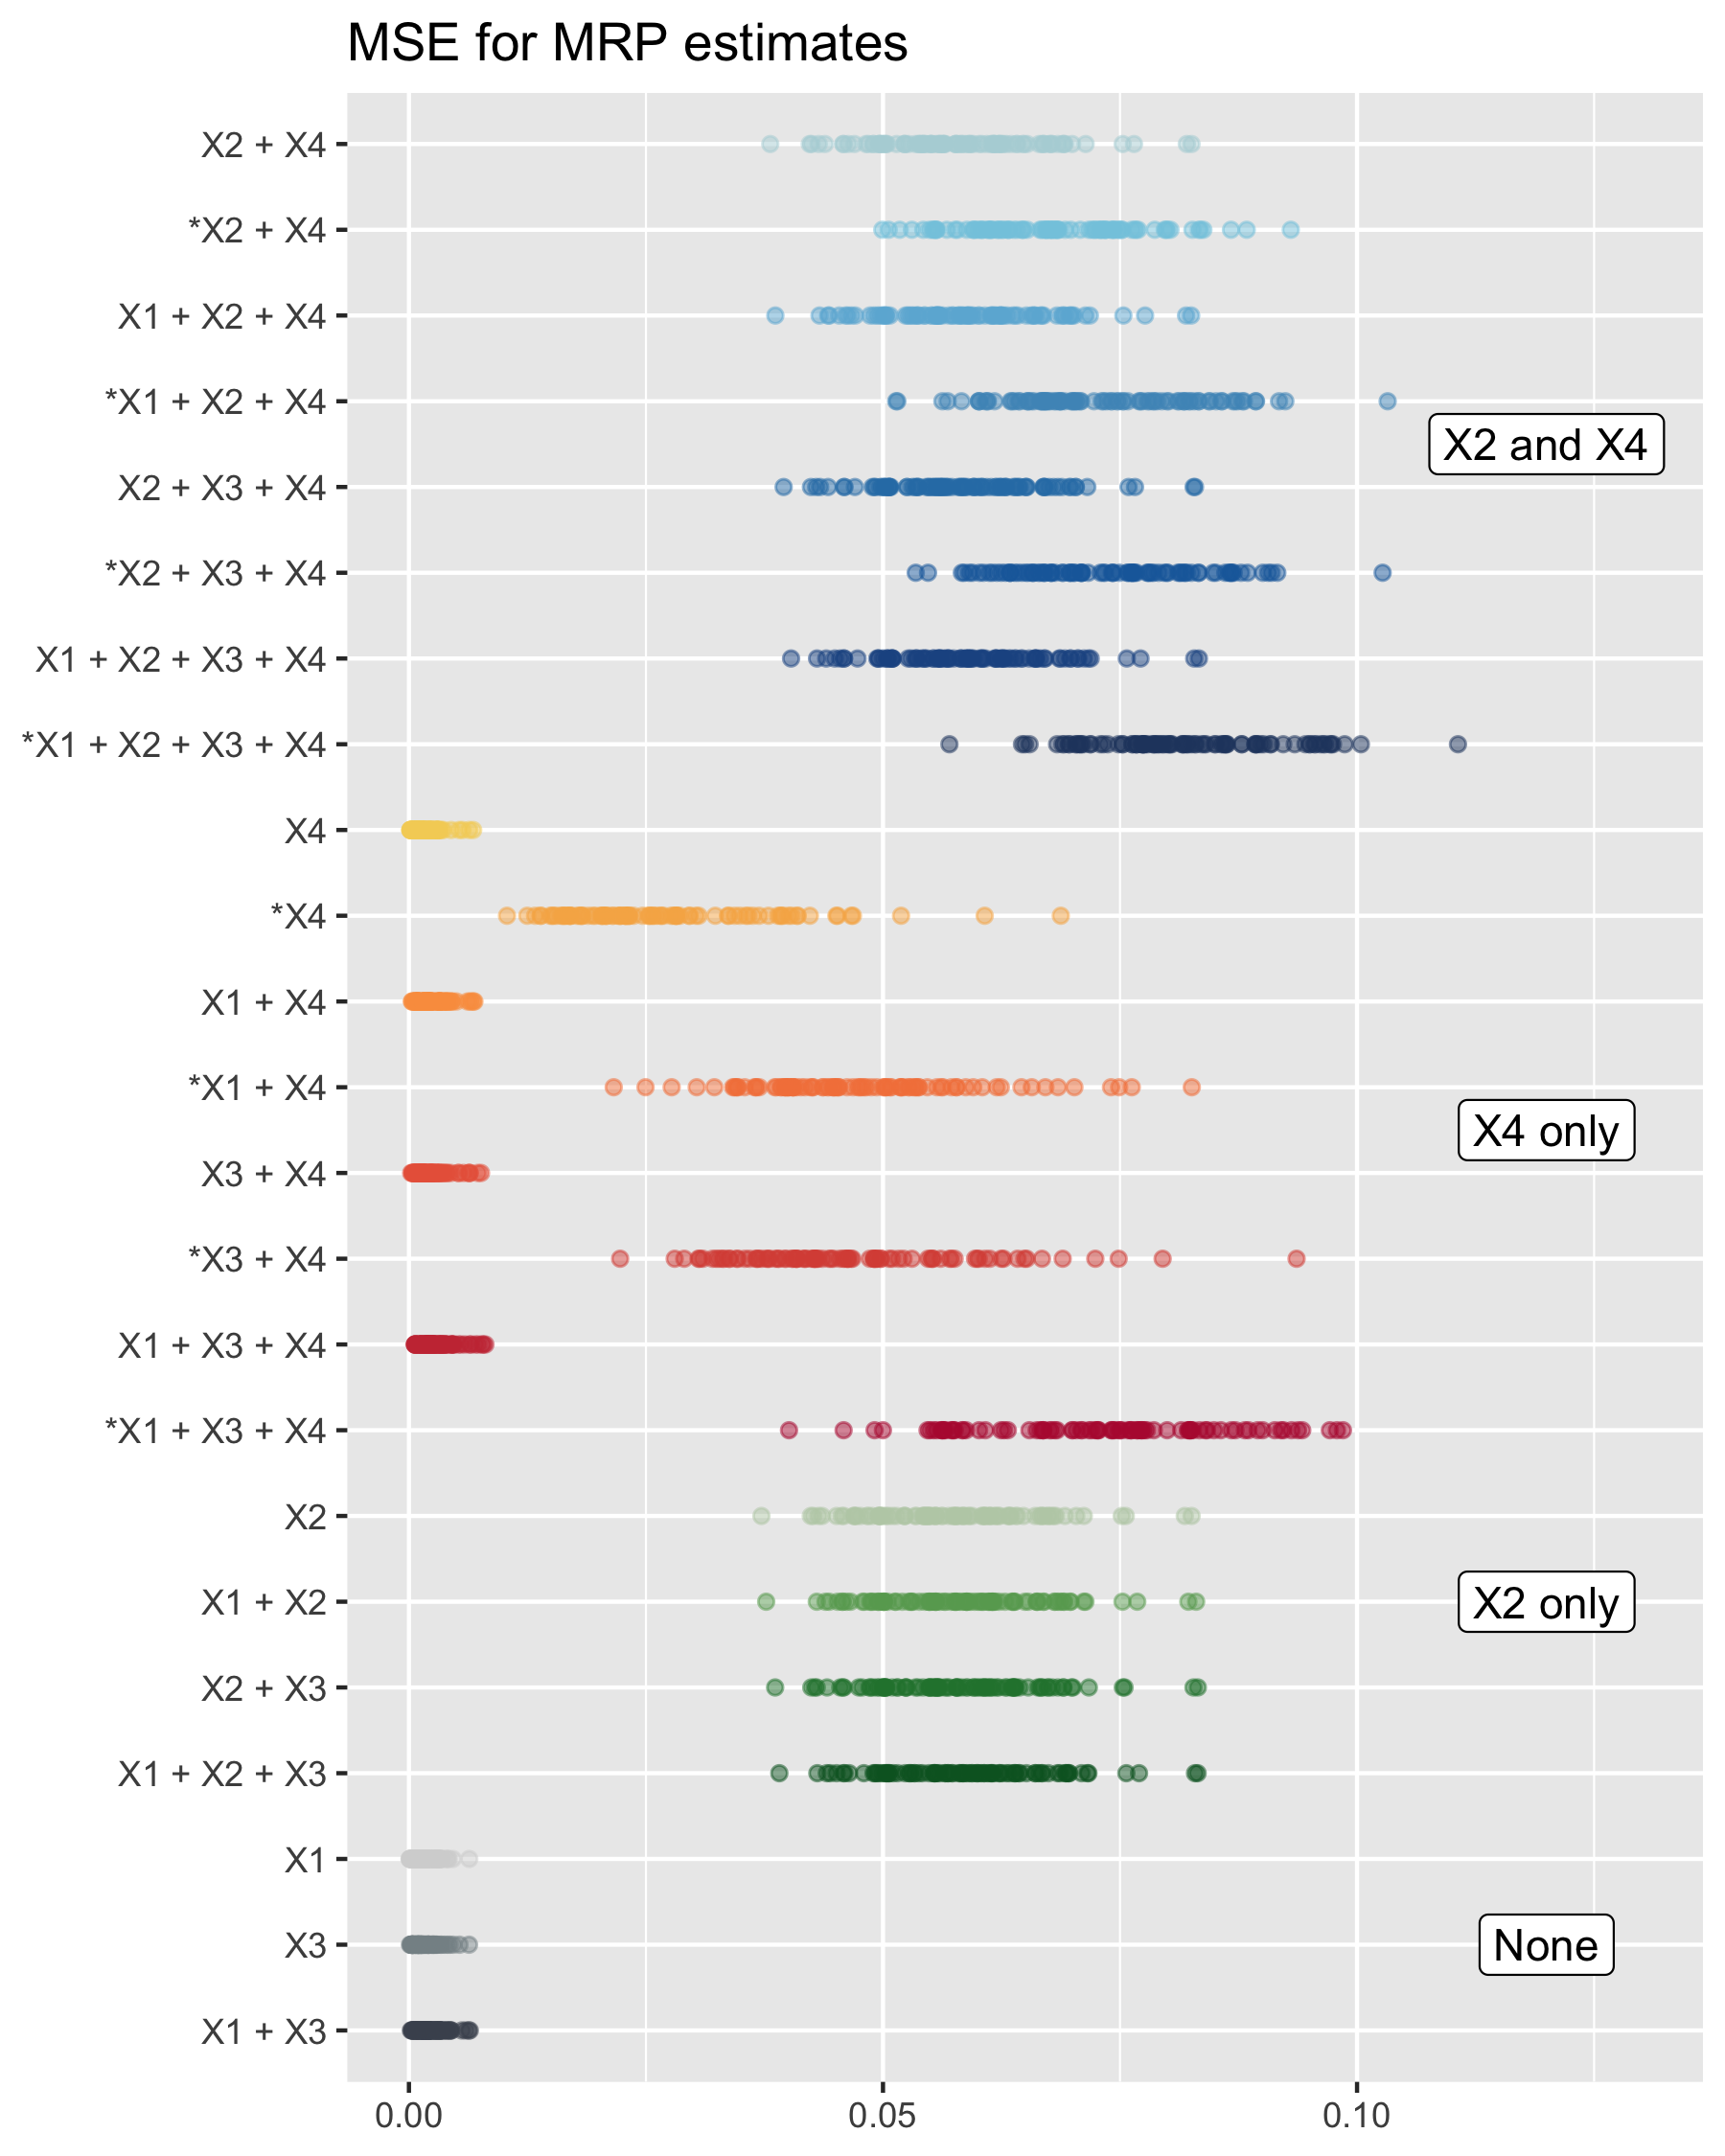 MSE for MRP estimates
X2 + X4
*X2 + X4
X1 + X2 + X4
*X1 + X2 + X4
X2 and X4
X2 + X3 + X4
*X2 + X3 + X4
X1 + X2 + X3 + X4
*X1 + X2 + X3 + X4
X4
*X4
X1 + X4
*X1 + X4
X4 only
X3 + X4
*X3 + X4
X1 + X3 + X4
*X1 + X3 + X4
X2
X1 + X2
X2 only
X2 + X3
X1 + X2 + X3
X1
X3
None
X1 + X3
0.00 0.05 0.10